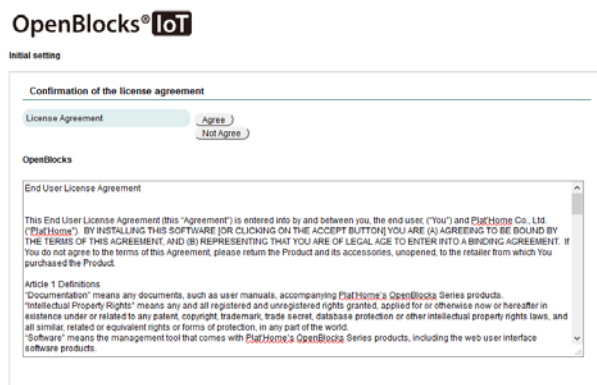 OpenBlocks® IoT
Initial setting
Confirmation of the license agreement
License Agreement
Agree
Not Agree
OpenBlocks
End User License Agreement
This End User License Agreement (this "Agreement") is entered into by and between you, the end user, ("You") and Plat'Home Co., Ltd.
("Plat'Home"). BY INSTALLING THIS SOFTWARE [OR CLICKING ON THE ACCEPT BUTTON] YOU ARE (A) AGREEING TO BE BOUND BY
THE TERMS OF THIS AGREEMENT, AND (B) REPRESENTING THAT YOU ARE OF LEGAL AGE TO ENTER INTO A BINDING AGREEMENT. If
You do not agree to the terms of this Agreement, please return the Product and its accessories, unopened, to the retailer from which You
purchased the Product.
Article 1 Definitions
"Documentation" means any documents, such as user manuals, accompanying Plat'Home's OpenBlocks Series products.
"Intellectual Property Rights" means any and all registered and unregistered rights granted, applied for or otherwise now or hereafter in
existence under or related to any patent, copyright, trademark, trade secret, database protection or other intellectual property rights laws, and
all similar, related or equivalent rights or forms of protection, in any part of the world.
"Software" means the management tool that comes with Plat'Home's OpenBlocks Series products, including the web user interface
software products.